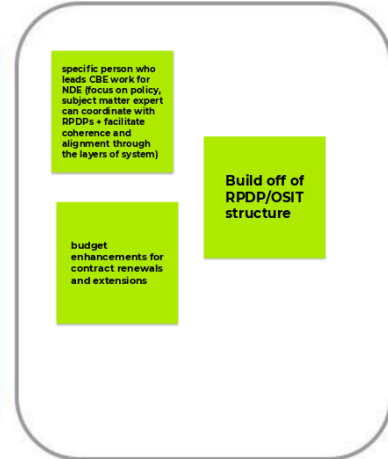 specific person who
leads CBE work for
NDE (focus on policy,
subject matter expert
can coordinate with
RPDPs + facilitate
coherence and
alignment through
the layers of system)
Build off of
RPDP/OSIT
structure
budget
enhancements for
contract renewals
and extensions